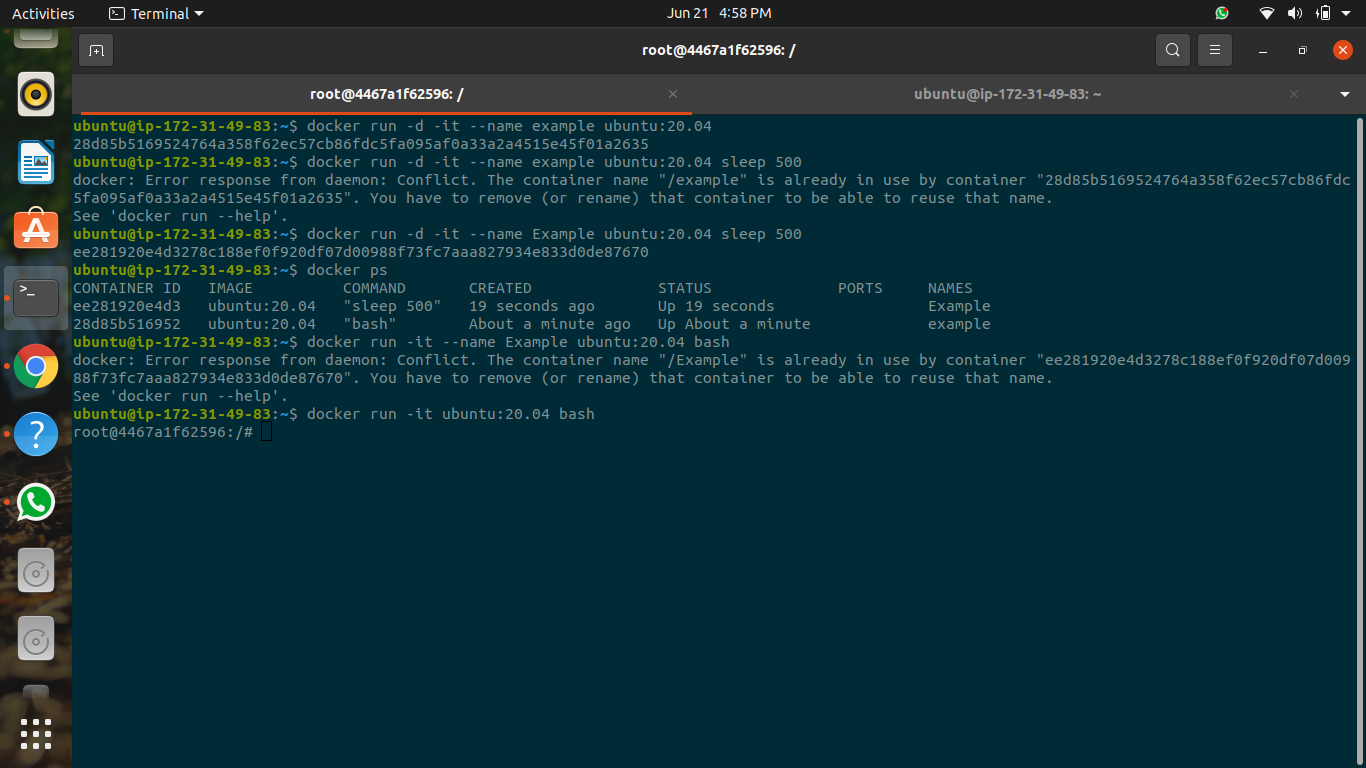 Activities
Terminal
Jun 21 4:58 PM
root@4467a1f62596: /
root@4467a1f62596: /
ubuntu@ip-172-31-49-83: ~
ubuntu@ip-172-31-49-83:~$ docker run -d -it --name example ubuntu:20.04
28d85b5169524764a358f62ec57cb86fdc5fa095af0a33a2a4515e45f01a2635
ubuntu@ip-172-31-49-83:~$ docker run -d -it --name example ubuntu:20.04 sleep 500
docker: Error response from daemon: Conflict. The container name "/example" is already in use by container "28d85b5169524764a358f62ec57cb86fdc
5fa095af0a33a2a4515e45f01a2635". You have to remove (or rename) that container to be able to reuse that name.
See 'docker run --help'.
ubuntu@ip-172-31-49-83:~$ docker run -d -it --name Example ubuntu:20.04 sleep 500
ee281920e4d3278c188ef0f920df07d00988f73fc7aaa827934e833d0de87670
ubuntu@ip-172-31-49-83:~$ docker ps
CONTAINER ID   IMAGE          COMMAND       CREATED              STATUS              PORTS     NAMES
ee281920e4d3   ubuntu:20.04   "sleep 500"   19 seconds ago       Up 19 seconds                 Example
28d85b516952   ubuntu:20.04   "bash"        About a minute ago   Up About a minute             example
ubuntu@ip-172-31-49-83:~$ docker run -it --name Example ubuntu:20.04 bash
docker: Error response from daemon: Conflict. The container name "/Example" is already in use by container "ee281920e4d3278c188ef0f920df07d009
88f73fc7aaa827934e833d0de87670". You have to remove (or rename) that container to be able to reuse that name.
See 'docker run --help'.
ubuntu@ip-172-31-49-83:~$ docker run -it ubuntu:20.04 bash
root@4467a1f62596:/#